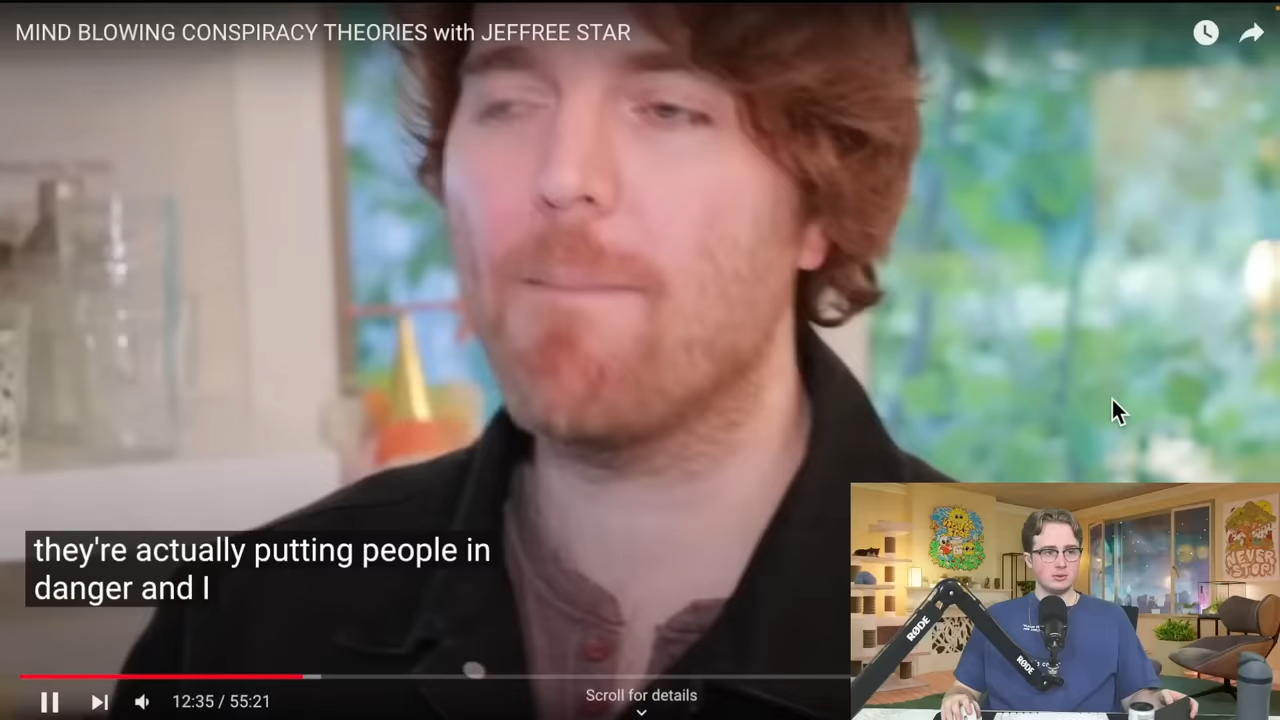 MIND BLOWING CONSPIRACY THEORIES with JEFFREE STAR
they're actually putting people in
danger and I
12:35 / 55:21
Scroll for details
RØDE
RØDE
NEVER
STOP!